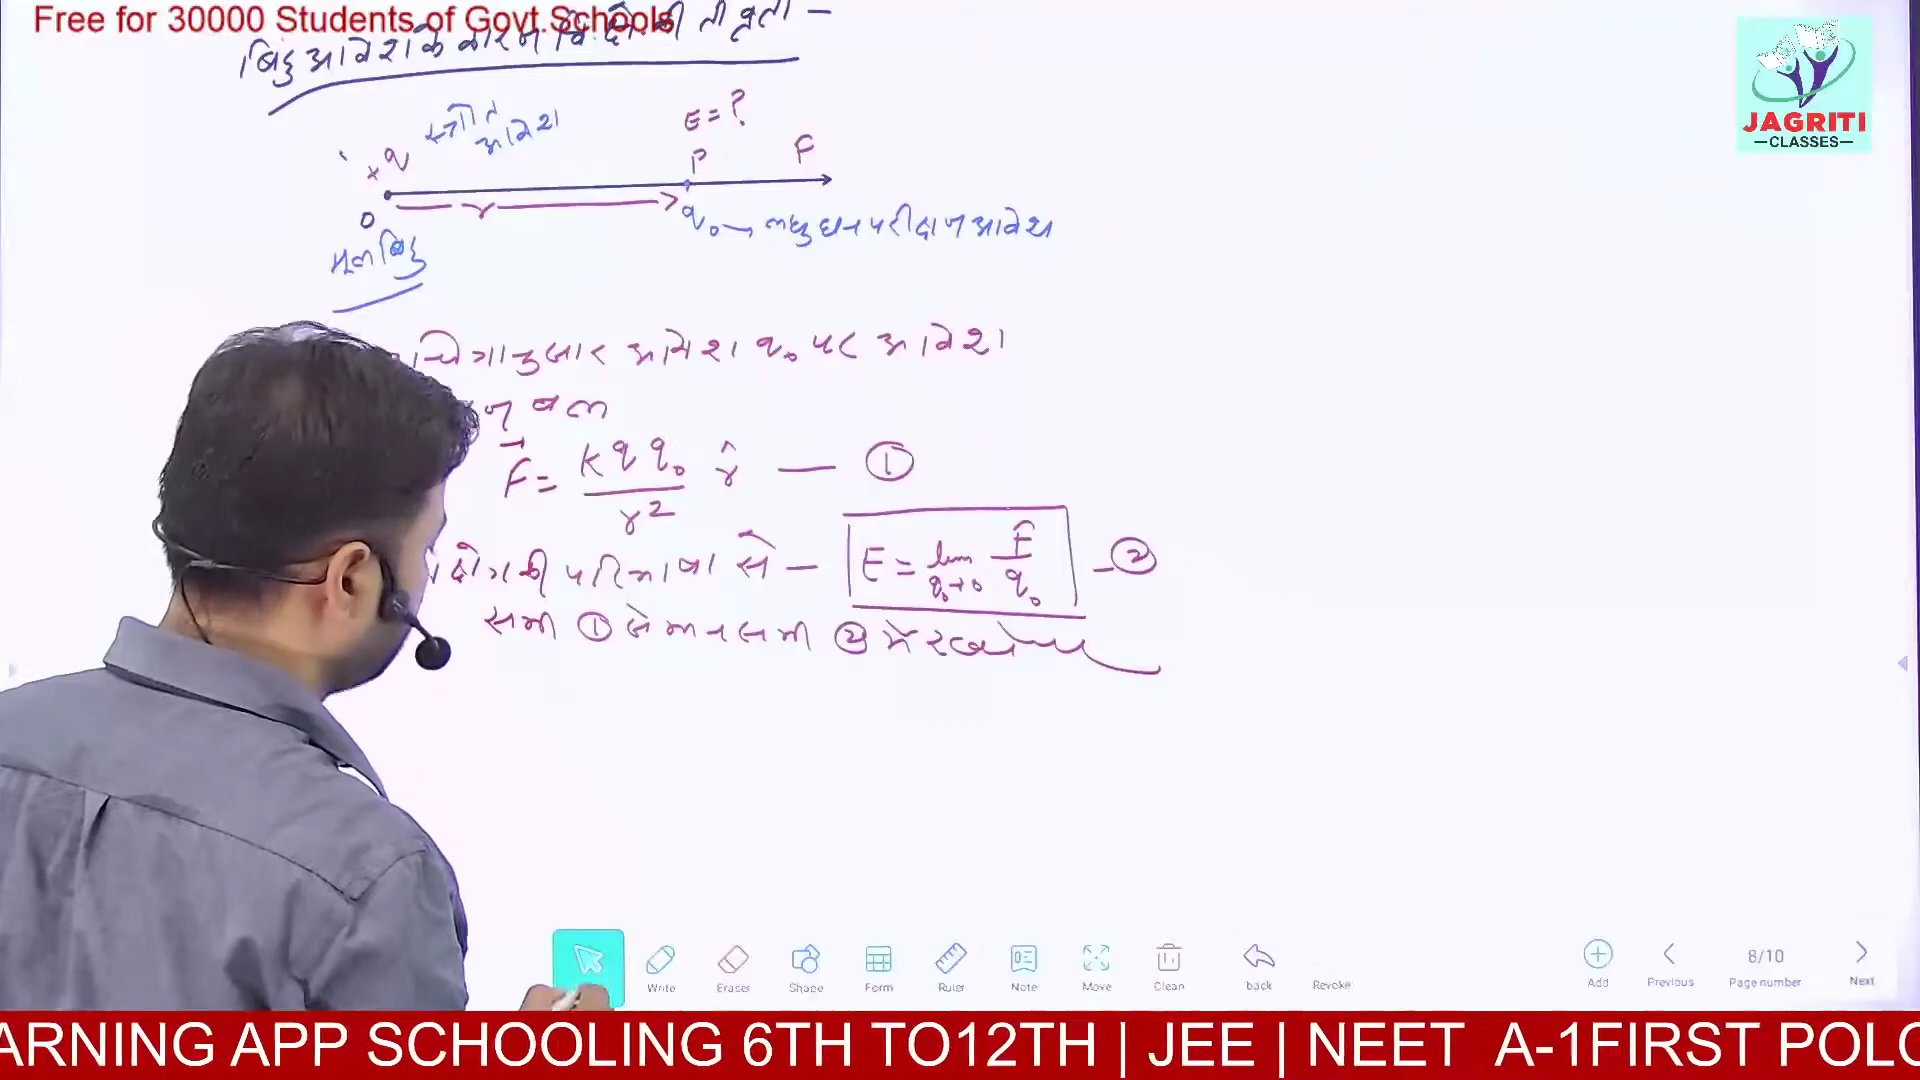 Free for 30000 Students of Govt.Schools
बिंदु आवेश के कारण वि. क्षे. की तीव्रता –
JAGRITI
—CLASSES—
स्त्रोत
आवेश
E = ?
+q
P
F
O
r
q₀ → लघु धन परीक्षण आवेश
मूल बिंदु
आवेश q₀ पर आवेश
बल
F⃗ = k q q₀ / r² r̂ — ①
की परिभाषा से – E = lim q₀→0 F⃗ / q₀ – ②
समी ① से मान समी ② में रखने पर
Write
Eraser
Shape
Form
Ruler
Note
Move
Clean
back
Revoke
Add
Previous
8/10
Page number
Next
ARNING APP SCHOOLING 6TH TO12TH | JEE | NEET A-1FIRST POLO